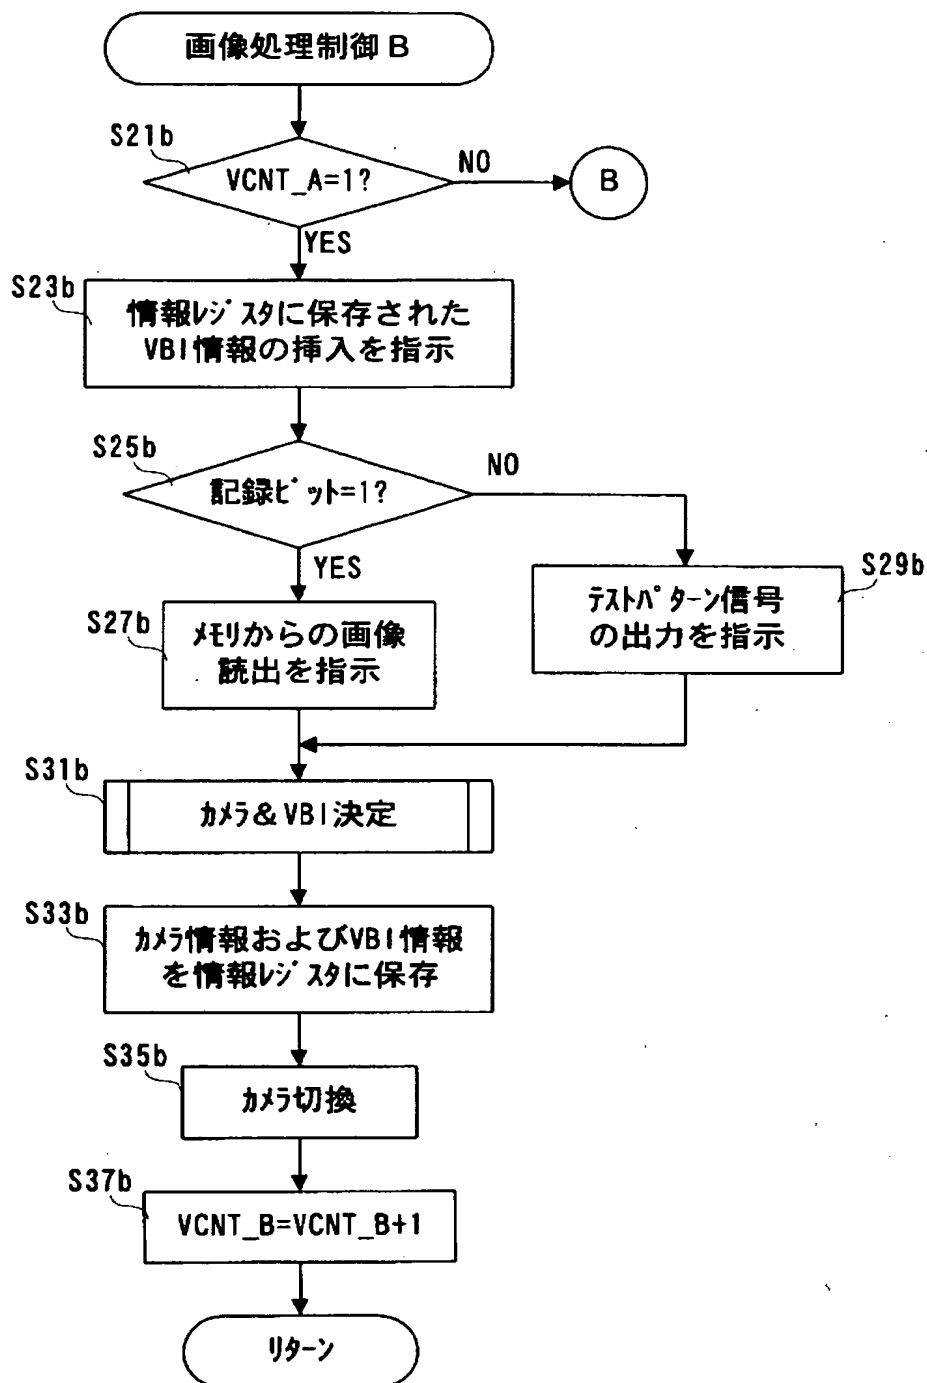 画像処理制御 B
S21b
VCNT_A=1?
NO
B
YES
S23b
情報ﾚｼﾞｽﾀに保存された
VBI情報の挿入を指示
S25b
記録ﾋﾞｯﾄ=1?
NO
YES
S27b
ﾒﾓﾘからの画像
読出を指示
S29b
ﾃｽﾄﾊﾟﾀｰﾝ信号
の出力を指示
S31b
ｶﾒﾗ&VBI決定
S33b
ｶﾒﾗ情報およびVBI情報
を情報ﾚｼﾞｽﾀに保存
S35b
ｶﾒﾗ切換
S37b
VCNT_B=VCNT_B+1
ﾘﾀｰﾝ